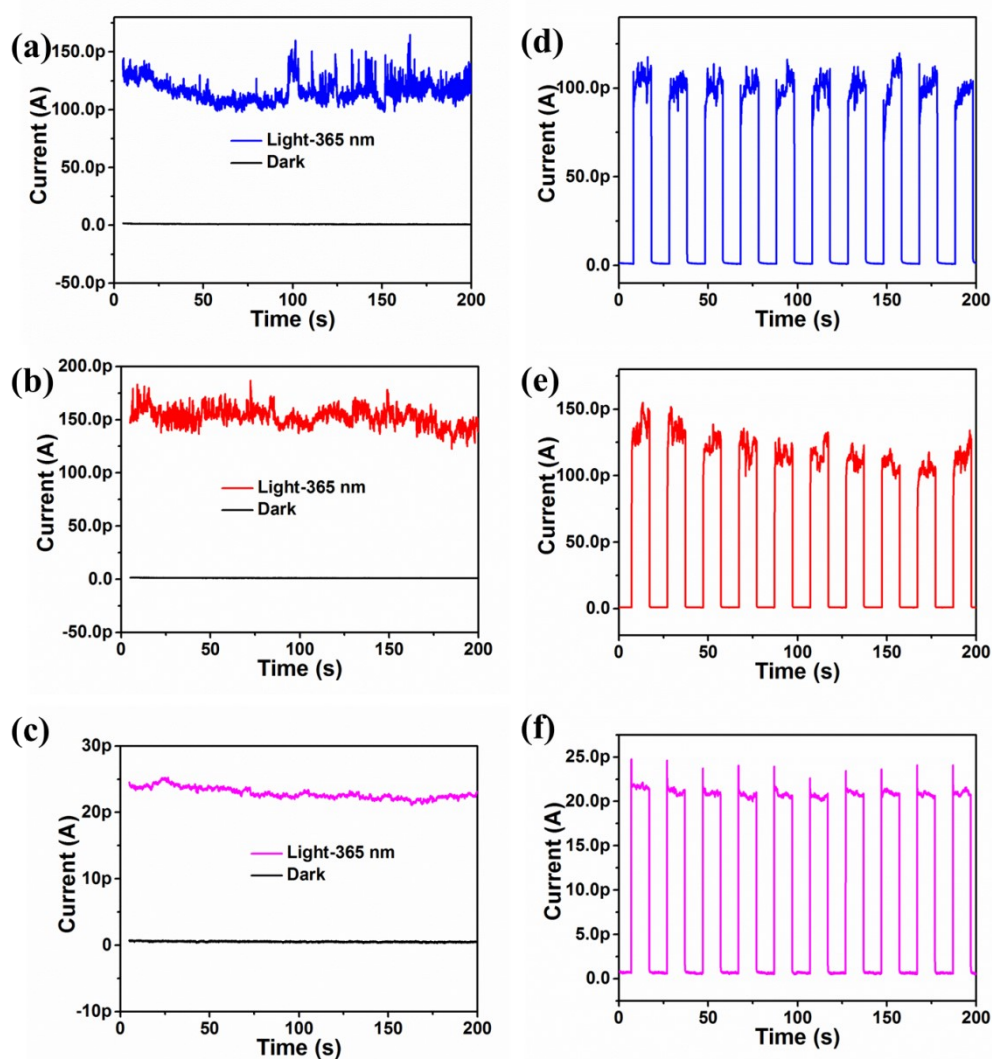 (a)
Current (A)
150.0p
100.0p
50.0p
0.0
-50.0p
Light-365 nm
Dark
0 50 100 150 200
Time (s)
(d)
Current (A)
100.0p
50.0p
0.0
0 50 100 150 200
Time (s)
(b)
Current (A)
200.0p
150.0p
100.0p
50.0p
0.0
-50.0p
Light-365 nm
Dark
0 50 100 150 200
Time (s)
(e)
Current (A)
150.0p
100.0p
50.0p
0.0
0 50 100 150 200
Time (s)
(c)
Current (A)
30p
20p
10p
0
-10p
Light-365 nm
Dark
0 50 100 150 200
Time (s)
(f)
Current (A)
25.0p
20.0p
15.0p
10.0p
5.0p
0.0
0 50 100 150 200
Time (s)